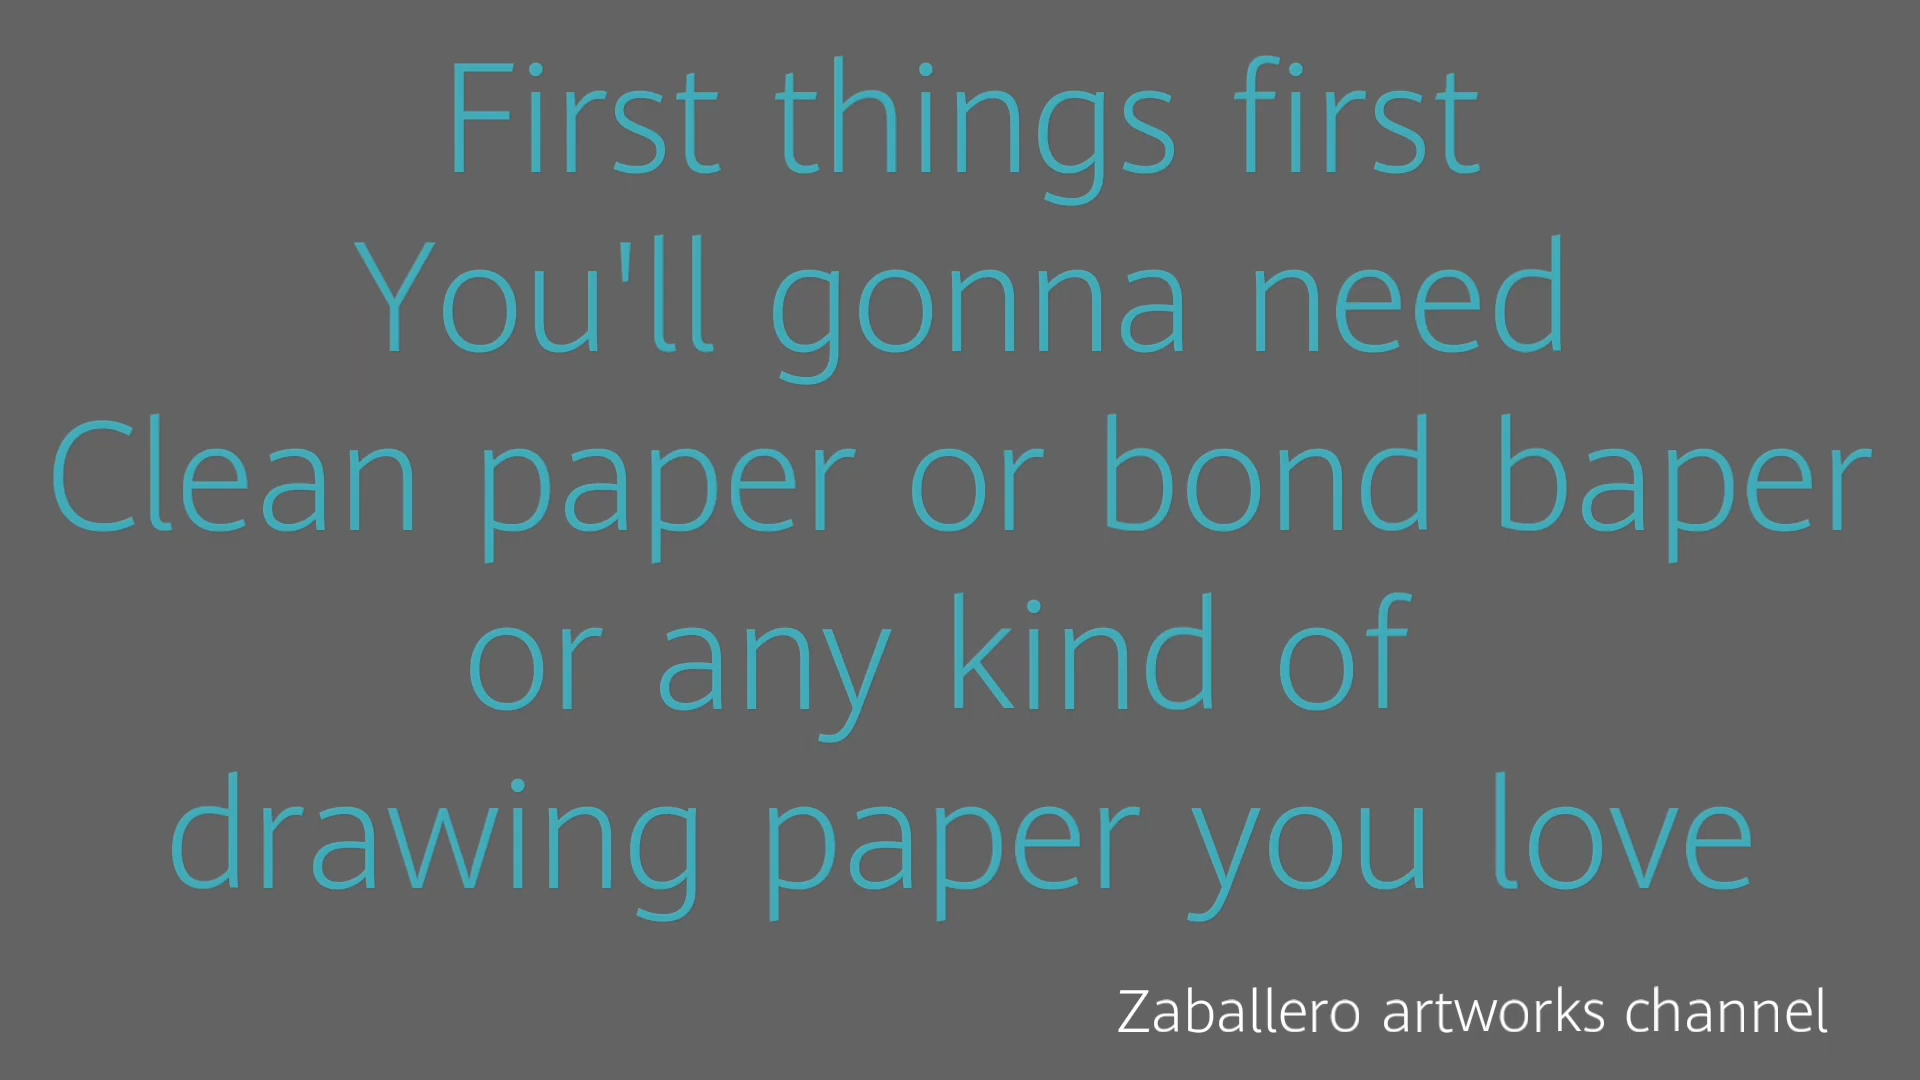 First things first
You'll gonna need
Clean paper or bond baper
or any kind of
drawing paper you love
Zaballero artworks channel